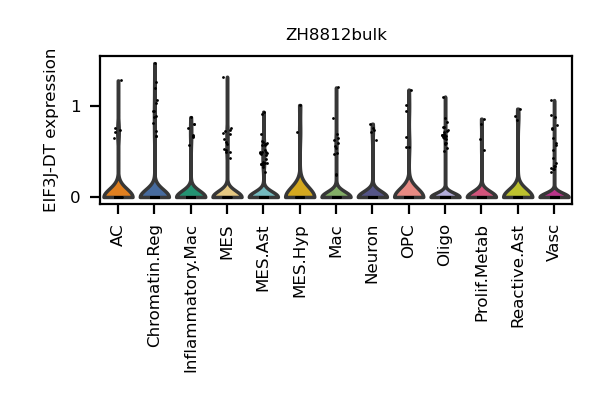 ZH8812bulk
EIF3J-DT expression
1
0
AC
Chromatin.Reg
Inflammatory.Mac
MES
MES.Ast
MES.Hyp
Mac
Neuron
OPC
Oligo
Prolif.Metab
Reactive.Ast
Vasc